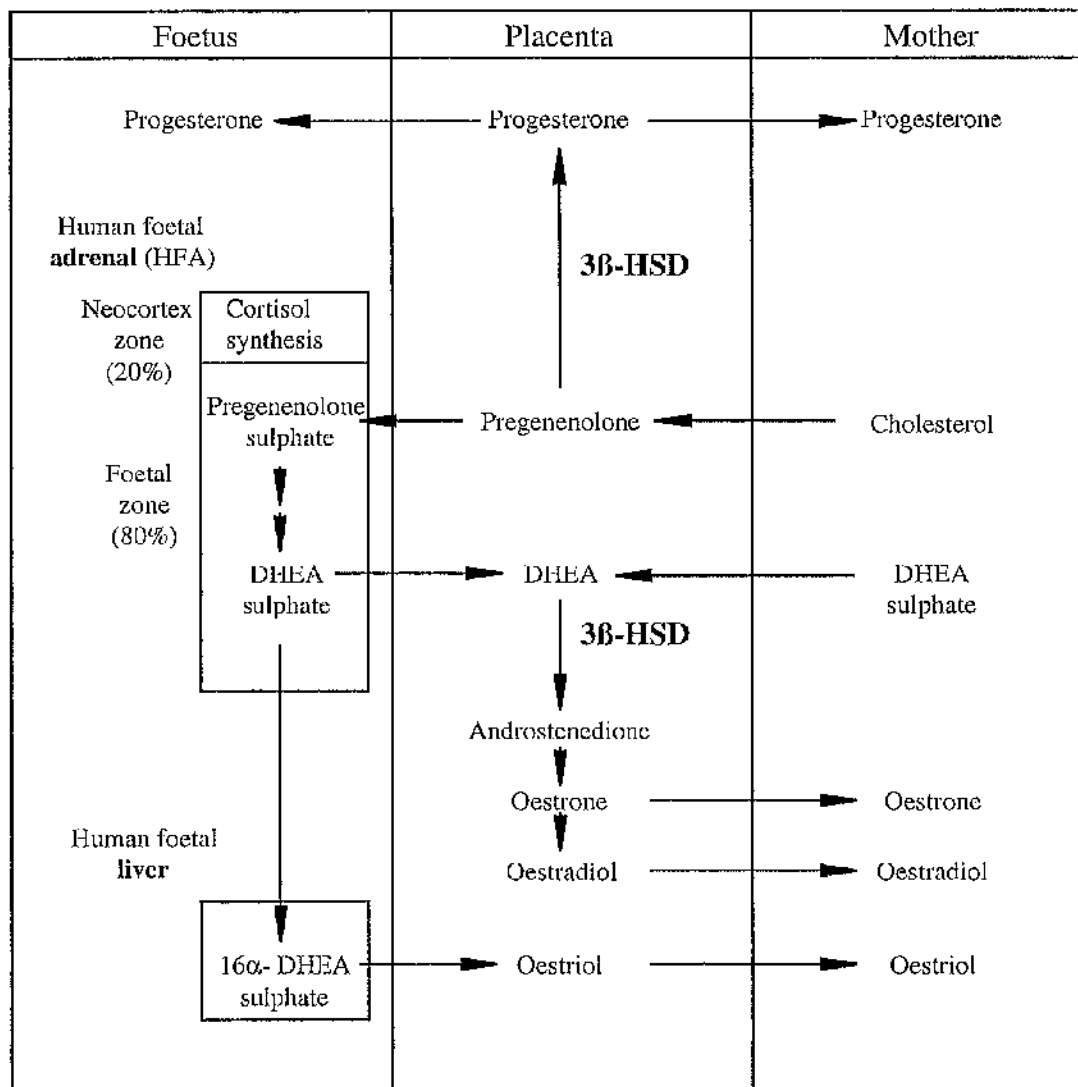 Foetus
Placenta
Mother
Progesterone
Progesterone
Progesterone
Human foetal
adrenal (HFA)
3ß-HSD
Neocortex
zone
(20%)
Cortisol
synthesis
Pregenenolone
sulphate
Pregenenolone
Cholesterol
Foetal
zone
(80%)
DHEA
sulphate
DHEA
DHEA
sulphate
3ß-HSD
Androstenedione
Oestrone
Oestrone
Human foetal
liver
Oestradiol
Oestradiol
16α- DHEA
sulphate
Oestriol
Oestriol